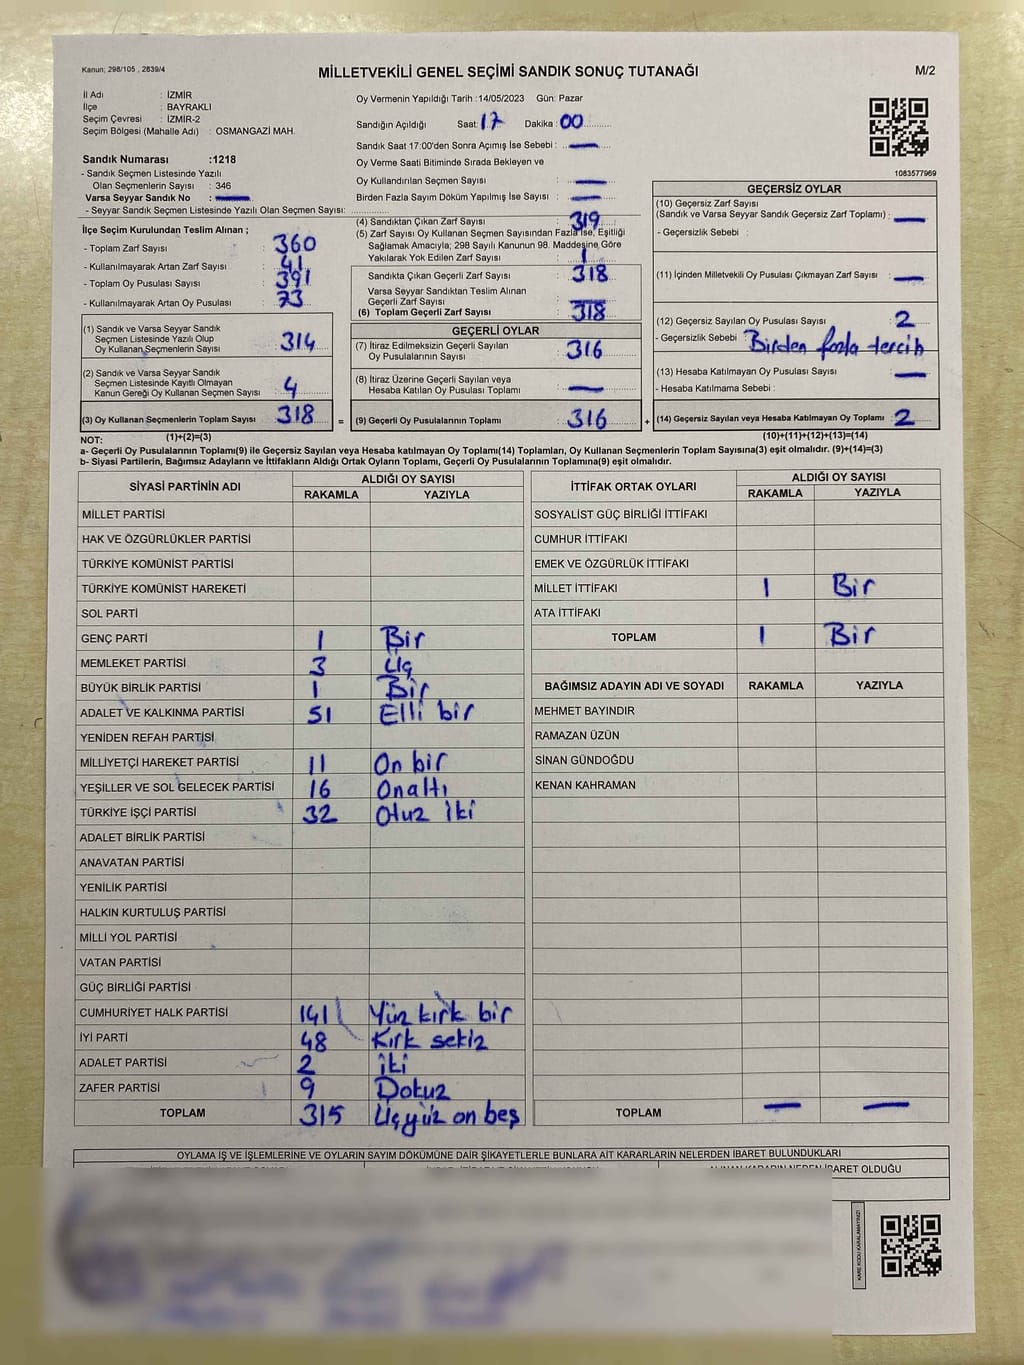 Kanun; 298/105 , 2839/4
MİLLETVEKİLİ GENEL SEÇİMİ SANDIK SONUÇ TUTANAĞI
M/2
İl Adı : İZMİR
İlçe : BAYRAKLI
Seçim Çevresi : İZMİR-2
Seçim Bölgesi (Mahalle Adı) : OSMANGAZİ MAH.
Oy Vermenin Yapıldığı Tarih :14/05/2023 Gün: Pazar
Sandığın Açıldığı Saat: 17 Dakika : 00
Sandık Saat 17:00'den Sonra Açımış İse Sebebi : —
Oy Verme Saati Bitiminde Sırada Bekleyen ve
Oy Kullandırılan Seçmen Sayısı : —
Birden Fazla Sayım Döküm Yapılmış İse Sayısı : —
1083577969
Sandık Numarası :1218
- Sandık Seçmen Listesinde Yazılı
Olan Seçmenlerin Sayısı : 346
Varsa Seyyar Sandık No : —
- Seyyar Sandık Seçmen Listesinde Yazılı Olan Seçmen Sayısı:
İlçe Seçim Kurulundan Teslim Alınan ;
- Toplam Zarf Sayısı : 360
- Kullanılmayarak Artan Zarf Sayısı : 41
- Toplam Oy Pusulası Sayısı : 391
- Kullanılmayarak Artan Oy Pusulası : 73
(1) Sandık ve Varsa Seyyar Sandık
Seçmen Listesinde Yazılı Olup
Oy Kullanan Seçmenlerin Sayısı : 314
(2) Sandık ve Varsa Seyyar Sandık
Seçmen Listesinde Kayıtlı Olmayan
Kanun Gereği Oy Kullanan Seçmen Sayısı : 4
(3) Oy Kullanan Seçmenlerin Toplam Sayısı : 318 =
(1)+(2)=(3)
(4) Sandıktan Çıkan Zarf Sayısı : 319
(5) Zarf Sayısı Oy Kullanan Seçmen Sayısından Fazla İse, Eşitliği
Sağlamak Amacıyla; 298 Sayılı Kanunun 98. Maddesine Göre
Yakılarak Yok Edilen Zarf Sayısı : 1
Sandıkta Çıkan Geçerli Zarf Sayısı : 318
Varsa Seyyar Sandıktan Teslim Alınan
Geçerli Zarf Sayısı : —
(6) Toplam Geçerli Zarf Sayısı : 318
GEÇERLİ OYLAR
(7) İtiraz Edilmeksizin Geçerli Sayılan
Oy Pusulalarının Sayısı : 316
(8) İtiraz Üzerine Geçerli Sayılan veya
Hesaba Katılan Oy Pusulaları Toplamı : —
(9) Geçerli Oy Pusulalarının Toplamı : 316 +
GEÇERSİZ OYLAR
(10) Geçersiz Zarf Sayısı
(Sandık ve Varsa Seyyar Sandık Geçersiz Zarf Toplamı) : —
- Geçersizlik Sebebi :
(11) İçinden Milletvekili Oy Pusulası Çıkmayan Zarf Sayısı : —
(12) Geçersiz Sayılan Oy Pusulası Sayısı : 2
- Geçersizlik Sebebi : Birden fazla tercih
(13) Hesaba Katılmayan Oy Pusulası Sayısı : —
- Hesaba Katılmama Sebebi :
(14) Geçersiz Sayılan veya Hesaba Katılmayan Oy Toplamı : 2
(10)+(11)+(12)+(13)=(14)
NOT:
a- Geçerli Oy Pusulalarının Toplamı(9) ile Geçersiz Sayılan veya Hesaba katılmayan Oy Toplamı(14) Toplamları, Oy Kullanan Seçmenlerin Toplam Sayısına(3) eşit olmalıdır. (9)+(14)=(3)
b- Siyasi Partilerin, Bağımsız Adayların ve İttifakların Aldığı Ortak Oyların Toplamı, Geçerli Oy Pusulalarının Toplamına(9) eşit olmalıdır.
SİYASİ PARTİNİN ADI ALDIĞI OY SAYISI
RAKAMLA YAZIYLA
MİLLET PARTİSİ
HAK VE ÖZGÜRLÜKLER PARTİSİ
TÜRKİYE KOMÜNİST PARTİSİ
TÜRKİYE KOMÜNİST HAREKETİ
SOL PARTİ
GENÇ PARTİ 1 Bir
MEMLEKET PARTİSİ 3 Üç
BÜYÜK BİRLİK PARTİSİ 1 Bir
ADALET VE KALKINMA PARTİSİ 51 Elli bir
YENİDEN REFAH PARTİSİ
MİLLİYETÇİ HAREKET PARTİSİ 11 On bir
YEŞİLLER VE SOL GELECEK PARTİSİ 16 Onaltı
TÜRKİYE İŞÇİ PARTİSİ 32 Otuz iki
ADALET BİRLİK PARTİSİ
ANAVATAN PARTİSİ
YENİLİK PARTİSİ
HALKIN KURTULUŞ PARTİSİ
MİLLİ YOL PARTİSİ
VATAN PARTİSİ
GÜÇ BİRLİĞİ PARTİSİ
CUMHURİYET HALK PARTİSİ 141 Yüz kırk bir
İYİ PARTİ 48 Kırk sekiz
ADALET PARTİSİ 2 iki
ZAFER PARTİSİ 9 Dokuz
TOPLAM 315 Üçyüz on beş
İTTİFAK ORTAK OYLARI ALDIĞI OY SAYISI
RAKAMLA YAZIYLA
SOSYALİST GÜÇ BİRLİĞİ İTTİFAKI
CUMHUR İTTİFAKI
EMEK VE ÖZGÜRLÜK İTTİFAKI
MİLLET İTTİFAKI 1 Bir
ATA İTTİFAKI
TOPLAM 1 Bir
BAĞIMSIZ ADAYIN ADI VE SOYADI RAKAMLA YAZIYLA
MEHMET BAYINDIR
RAMAZAN ÜZÜN
SİNAN GÜNDOĞDU
KENAN KAHRAMAN
TOPLAM — —
OYLAMA İŞ VE İŞLEMLERİNE VE OYLARIN SAYIM DÖKÜMÜNE DAİR ŞİKAYETLERLE BUNLARA AİT KARARLARIN NELERDEN İBARET BULUNDUKLARI
ALINAN KARARIN NEDEN İBARET OLDUĞU
KARE KODU KARALAMAYINIZ!